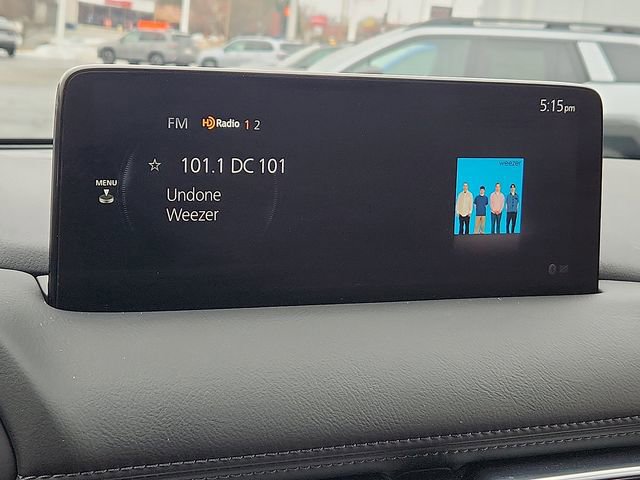 5:15pm
FM HD Radio 1 2
MENU
☆ 101.1 DC 101
Undone
Weezer
weezer